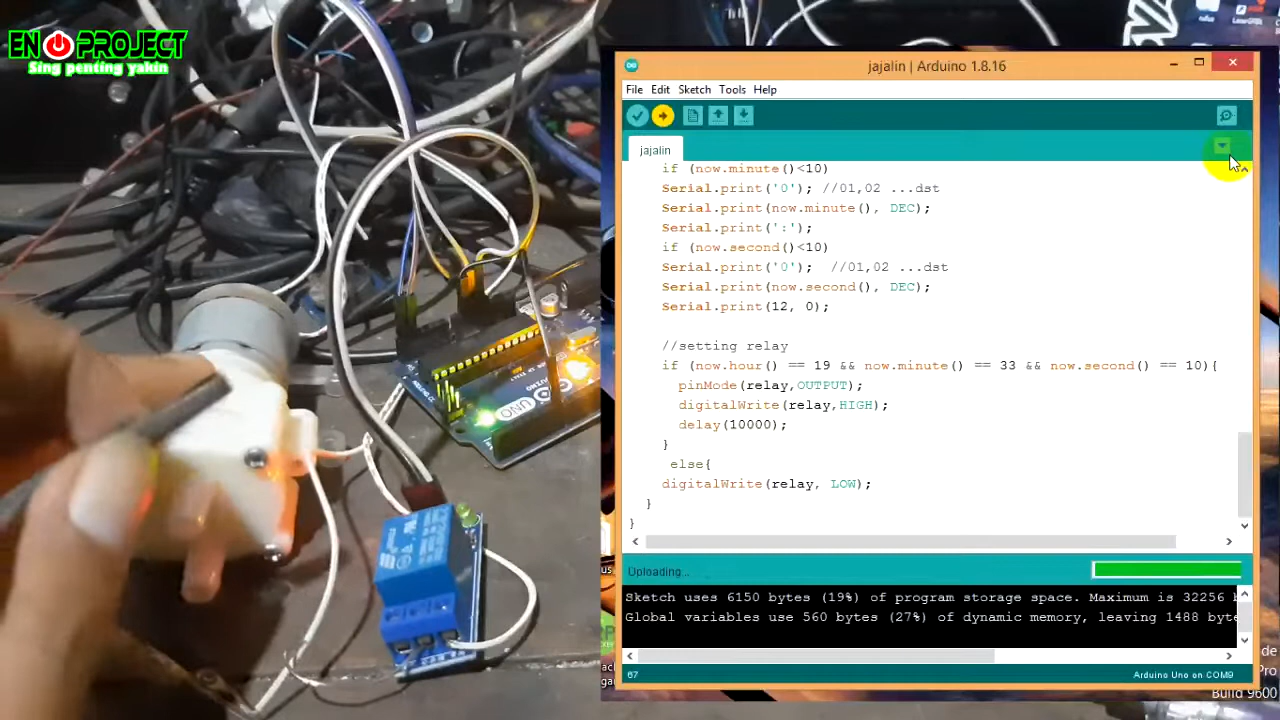 EN PROJECT
Sing penting yakin
jajalin | Arduino 1.8.16
File Edit Sketch Tools Help
jajalin
if (now.minute()<10)
Serial.print('0'); //01,02 ...dst
Serial.print(now.minute(), DEC);
Serial.print(':');
if (now.second()<10)
Serial.print('0'); //01,02 ...dst
Serial.print(now.second(), DEC);
Serial.print(12, 0);
//setting relay
if (now.hour() == 19 && now.minute() == 33 && now.second() == 10){
pinMode(relay,OUTPUT);
digitalWrite(relay,HIGH);
delay(10000);
}
else{
digitalWrite(relay, LOW);
}
}
Uploading...
Sketch uses 6150 bytes (19%) of program storage space. Maximum is 32256 b
Global variables use 560 bytes (27%) of dynamic memory, leaving 1488 byte
67
Arduino Uno on COM9
Build 9600
UNO